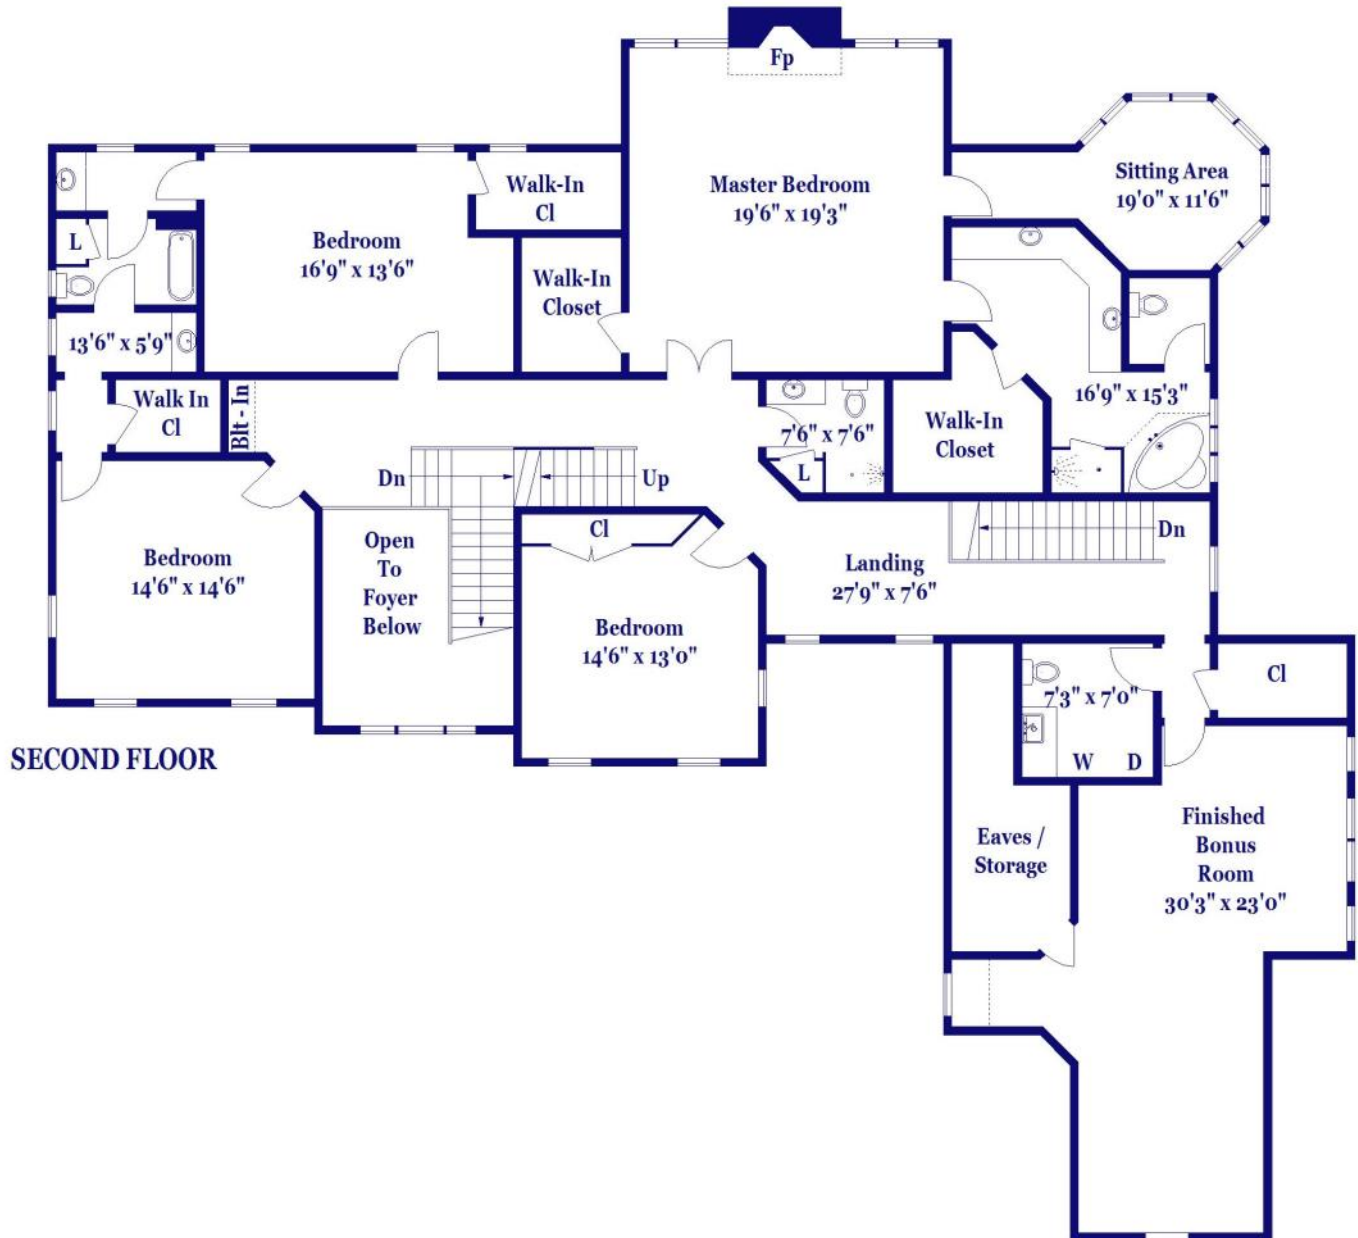 Fp
Sitting Area
19'0" x 11'6"
Walk-In
Cl
Master Bedroom
19'6" x 19'3"
L
Bedroom
16'9" x 13'6"
Walk-In
Closet
13'6" x 5'9"
Walk In
Cl
Blt - In
7'6" x 7'6"
L
Walk-In
Closet
16'9" x 15'3"
Dn
Up
Cl
Dn
Open
To
Foyer
Below
Bedroom
14'6" x 14'6"
Landing
27'9" x 7'6"
Bedroom
14'6" x 13'0"
7'3" x 7'0"
Cl
W D
SECOND FLOOR
Eaves /
Storage
Finished
Bonus
Room
30'3" x 23'0"